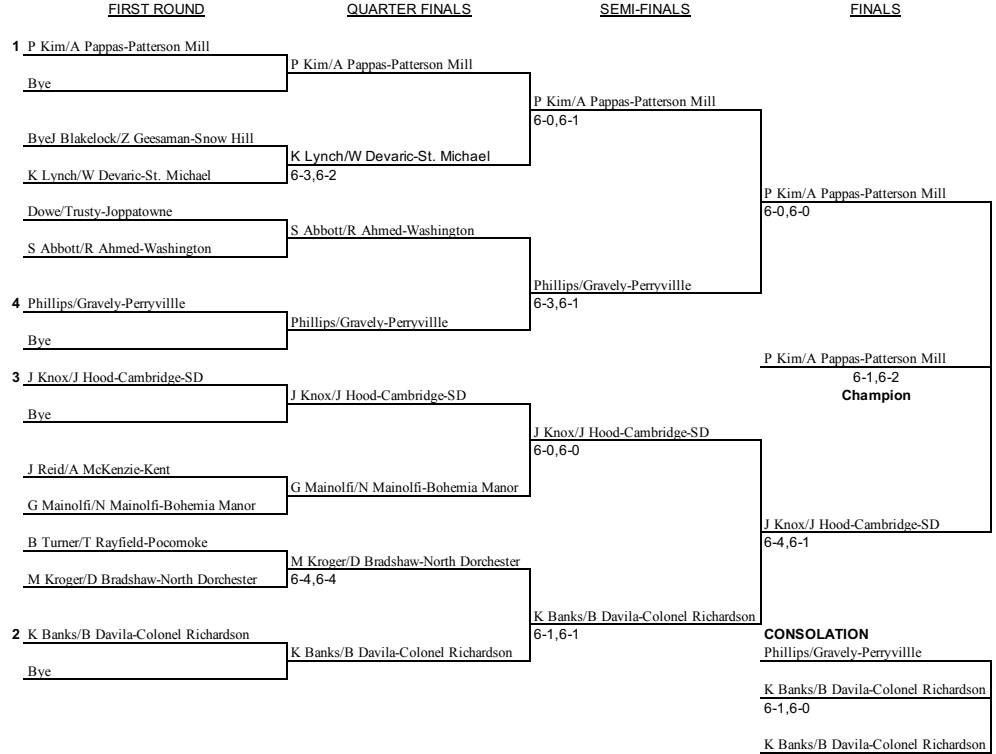 FIRST ROUND QUARTER FINALS SEMI-FINALS FINALS
1 P Kim/A Pappas-Patterson Mill
P Kim/A Pappas-Patterson Mill
Bye
P Kim/A Pappas-Patterson Mill
6-0,6-1
ByeJ Blakelock/Z Geesaman-Snow Hill
K Lynch/W Devaric-St. Michael
6-3,6-2
K Lynch/W Devaric-St. Michael
P Kim/A Pappas-Patterson Mill
6-0,6-0
Dowe/Trusty-Joppatowne
S Abbott/R Ahmed-Washington
S Abbott/R Ahmed-Washington
Phillips/Gravely-Perryvillle
6-3,6-1
4 Phillips/Gravely-Perryvillle
Phillips/Gravely-Perryvillle
Bye
P Kim/A Pappas-Patterson Mill
6-1,6-2
Champion
3 J Knox/J Hood-Cambridge-SD
J Knox/J Hood-Cambridge-SD
Bye
J Knox/J Hood-Cambridge-SD
6-0,6-0
J Reid/A McKenzie-Kent
G Mainolfi/N Mainolfi-Bohemia Manor
G Mainolfi/N Mainolfi-Bohemia Manor
J Knox/J Hood-Cambridge-SD
6-4,6-1
B Turner/T Rayfield-Pocomoke
M Kroger/D Bradshaw-North Dorchester
6-4,6-4
M Kroger/D Bradshaw-North Dorchester
K Banks/B Davila-Colonel Richardson
6-1,6-1
2 K Banks/B Davila-Colonel Richardson
K Banks/B Davila-Colonel Richardson
Bye
CONSOLATION
Phillips/Gravely-Perryvillle
K Banks/B Davila-Colonel Richardson
6-1,6-0
K Banks/B Davila-Colonel Richardson